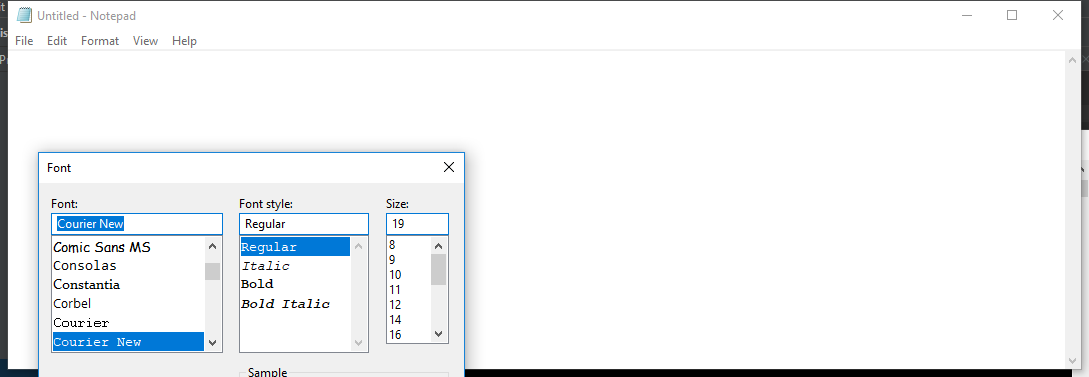 Untitled - Notepad
File Edit Format View Help
Font
Font: Font style: Size:
Courier New Regular 19
Comic Sans MS
Consolas
Constantia
Corbel
Courier
Courier New
Regular
Italic
Bold
Bold Italic
8
9
10
11
12
14
16
Sample